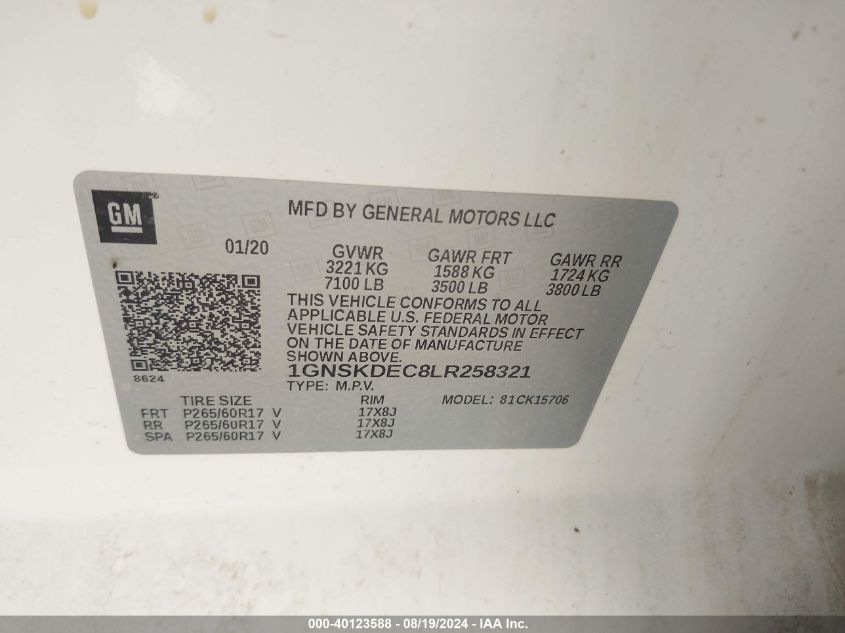 GM
MFD BY GENERAL MOTORS LLC
01/20
GVWR GAWR FRT GAWR RR
3221 KG 1588 KG 1724 KG
7100 LB 3500 LB 3800 LB
THIS VEHICLE CONFORMS TO ALL
APPLICABLE U.S. FEDERAL MOTOR
VEHICLE SAFETY STANDARDS IN EFFECT
ON THE DATE OF MANUFACTURE
SHOWN ABOVE.
8624
1GNSKDEC8LR258321
TYPE: M.P.V.
TIRE SIZE RIM MODEL: 81CK15706
FRT P265/60R17 V 17X8J
RR P265/60R17 V 17X8J
SPA P265/60R17 V 17X8J
000-40123588 - 08/19/2024 - IAA Inc.